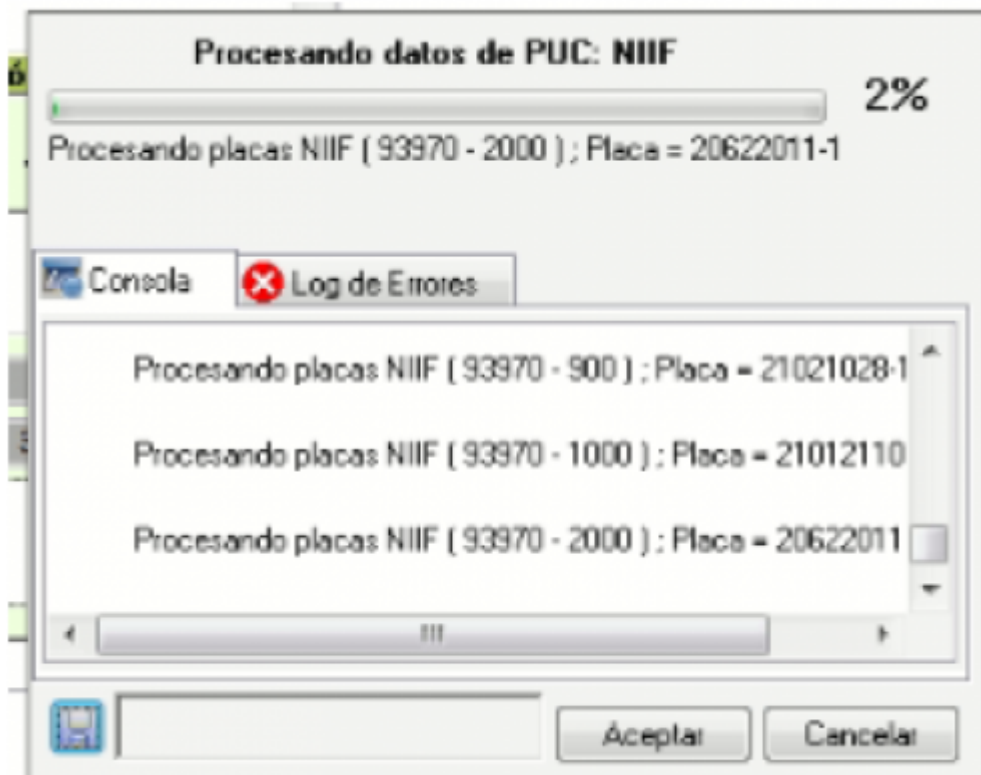 Procesando datos de PUC: NIIF
2%
Procesando placas NIIF ( 93970 - 2000 ) ; Placa = 20622011-1
Consola
Log de Errores
Procesando placas NIIF ( 93970 - 900 ) ; Placa = 21021028-1
Procesando placas NIIF ( 93970 - 1000 ) ; Placa = 21012110
Procesando placas NIIF ( 93970 - 2000 ) ; Placa = 20622011
Aceptar
Cancelar